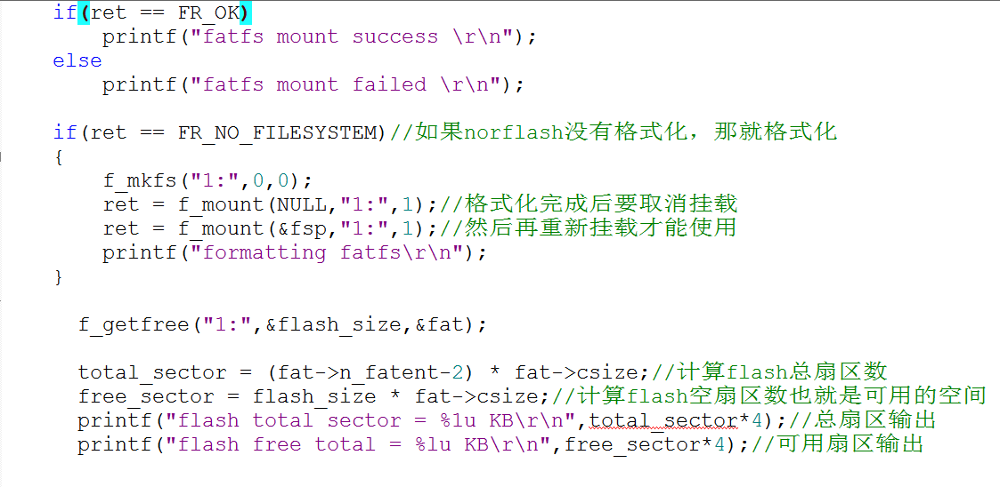 if(ret == FR_OK)
printf("fatfs mount success \r\n");
else
printf("fatfs mount failed \r\n");
if(ret == FR_NO_FILESYSTEM)//如果norflash没有格式化，那就格式化
{
f_mkfs("1:",0,0);
ret = f_mount(NULL,"1:",1);//格式化完成后要取消挂载
ret = f_mount(&fsp,"1:",1);//然后再重新挂载才能使用
printf("formatting fatfs\r\n");
}
f_getfree("1:",&flash_size,&fat);
total_sector = (fat->n_fatent-2) * fat->csize;//计算flash总扇区数
free_sector = flash_size * fat->csize;//计算flash空扇区数也就是可用的空间
printf("flash total sector = %1u KB\r\n",total_sector*4);//总扇区输出
printf("flash free total = %lu KB\r\n",free_sector*4);//可用扇区输出